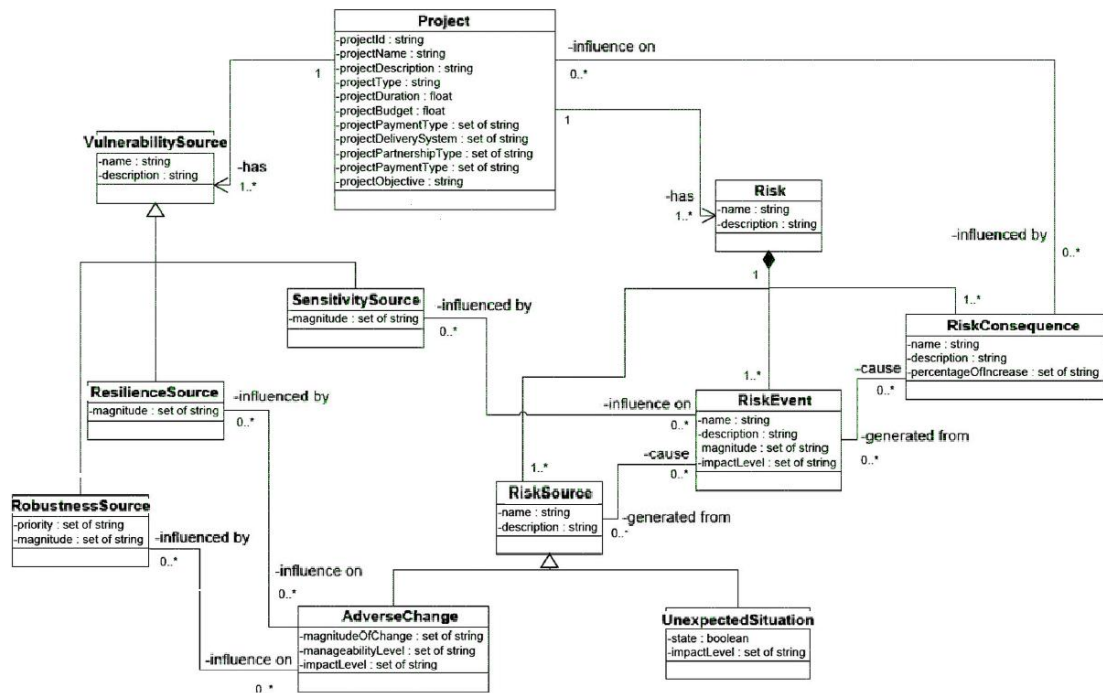 Project
-projectId : string
-projectName : string
-projectDescription : string
-projectType : string
-projectDuration : float
-projectBudget : float
-projectPaymentType : set of string
-projectDeliverySystem : set of string
-projectPartnershipType : set of string
-projectPaymentType : set of string
-projectObjective : string
-influence on
0..*
1
1
VulnerabilitySource
-name : string
-description : string
-has
1..*
Risk
-name : string
-description : string
-has
1..*
-influenced by
0..*
1
SensitivitySource
-magnitude : set of string
-influenced by
0..*
1..*
RiskConsequence
-name : string
-description : string
-percentageOfIncrease : set of string
-cause
0..*
ResilienceSource
-magnitude : set of string
-influenced by
0..*
1..*
RiskEvent
-name : string
-description : string
magnitude : set of string
-impactLevel : set of string
-influence on
0..*
-generated from
0..*
-cause
0..*
1..*
RiskSource
-name : string
-description : string
-generated from
0..*
RobustnessSource
-priority : set of string
-magnitude : set of string
-influenced by
0..*
-influence on
0..*
AdverseChange
-magnitudeOfChange : set of string
-manageabilityLevel : set of string
-impactLevel : set of string
-influence on
0..*
UnexpectedSituation
-state : boolean
-impactLevel : set of string